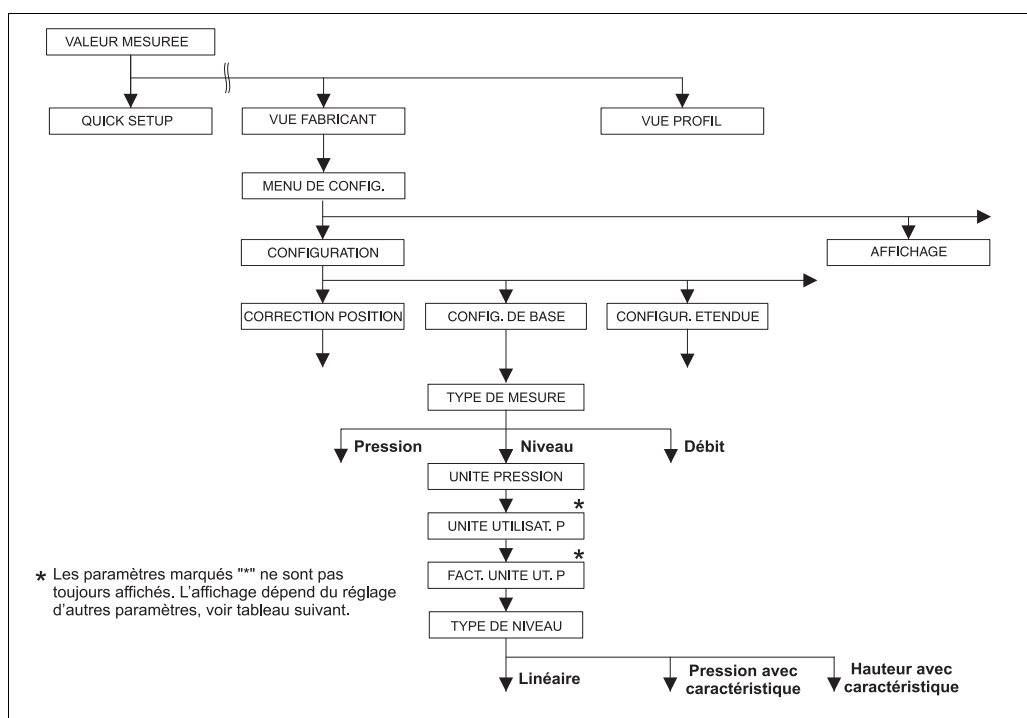 VALEUR MESUREE
QUICK SETUP
VUE FABRICANT
VUE PROFIL
MENU DE CONFIG.
CONFIGURATION
AFFICHAGE
CORRECTION POSITION
CONFIG. DE BASE
CONFIGUR. ETENDUE
TYPE DE MESURE
Pression
Niveau
Débit
UNITE PRESSION
*
UNITE UTILISAT. P
*
FACT. UNITE UT. P
* Les paramètres marqués "*" ne sont pas
toujours affichés. L'affichage dépend du réglage
d'autres paramètres, voir tableau suivant.
TYPE DE NIVEAU
Linéaire
Pression avec
caractéristique
Hauteur avec
caractéristique